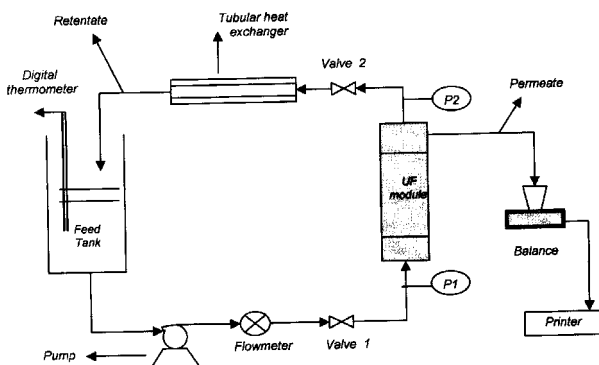 Tubular heat
exchanger
Retentate
Valve 2
Digital
thermometer
P2
Permeate
UF
module
Feed
Tank
Balance
P1
Printer
Flowmeter
Valve 1
Pump